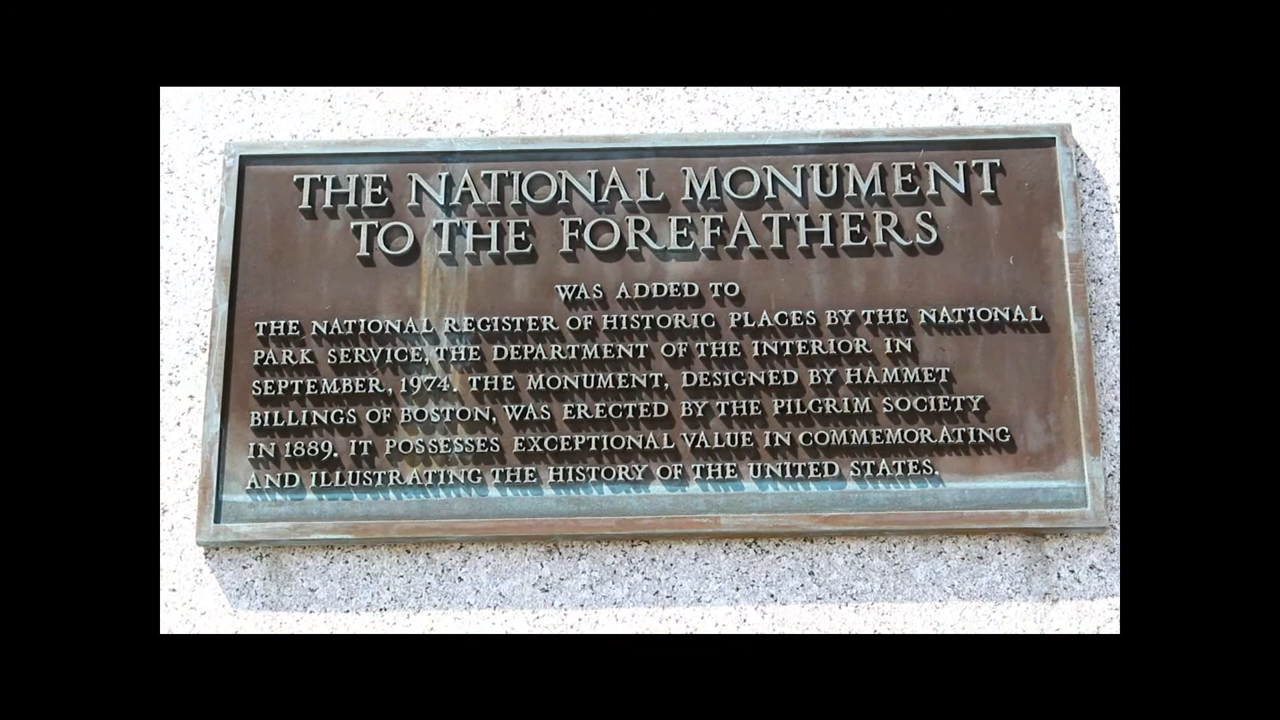 THE NATIONAL MONUMENT
TO THE FOREFATHERS
WAS ADDED TO
THE NATIONAL REGISTER OF HISTORIC PLACES BY THE NATIONAL
PARK SERVICE, THE DEPARTMENT OF THE INTERIOR IN
SEPTEMBER, 1974. THE MONUMENT, DESIGNED BY HAMMET
BILLINGS OF BOSTON, WAS ERECTED BY THE PILGRIM SOCIETY
IN 1889. IT POSSESSES EXCEPTIONAL VALUE IN COMMEMORATING
AND ILLUSTRATING THE HISTORY OF THE UNITED STATES.